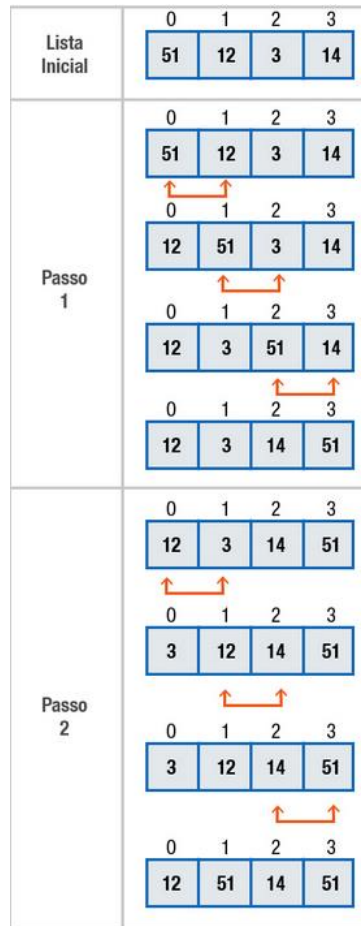 Lista
Inicial
0 1 2 3
51 12 3 14
Passo
1
0 1 2 3
51 12 3 14
0 1 2 3
12 51 3 14
0 1 2 3
12 3 51 14
0 1 2 3
12 3 14 51
Passo
2
0 1 2 3
12 3 14 51
0 1 2 3
3 12 14 51
0 1 2 3
3 12 14 51
0 1 2 3
12 51 14 51